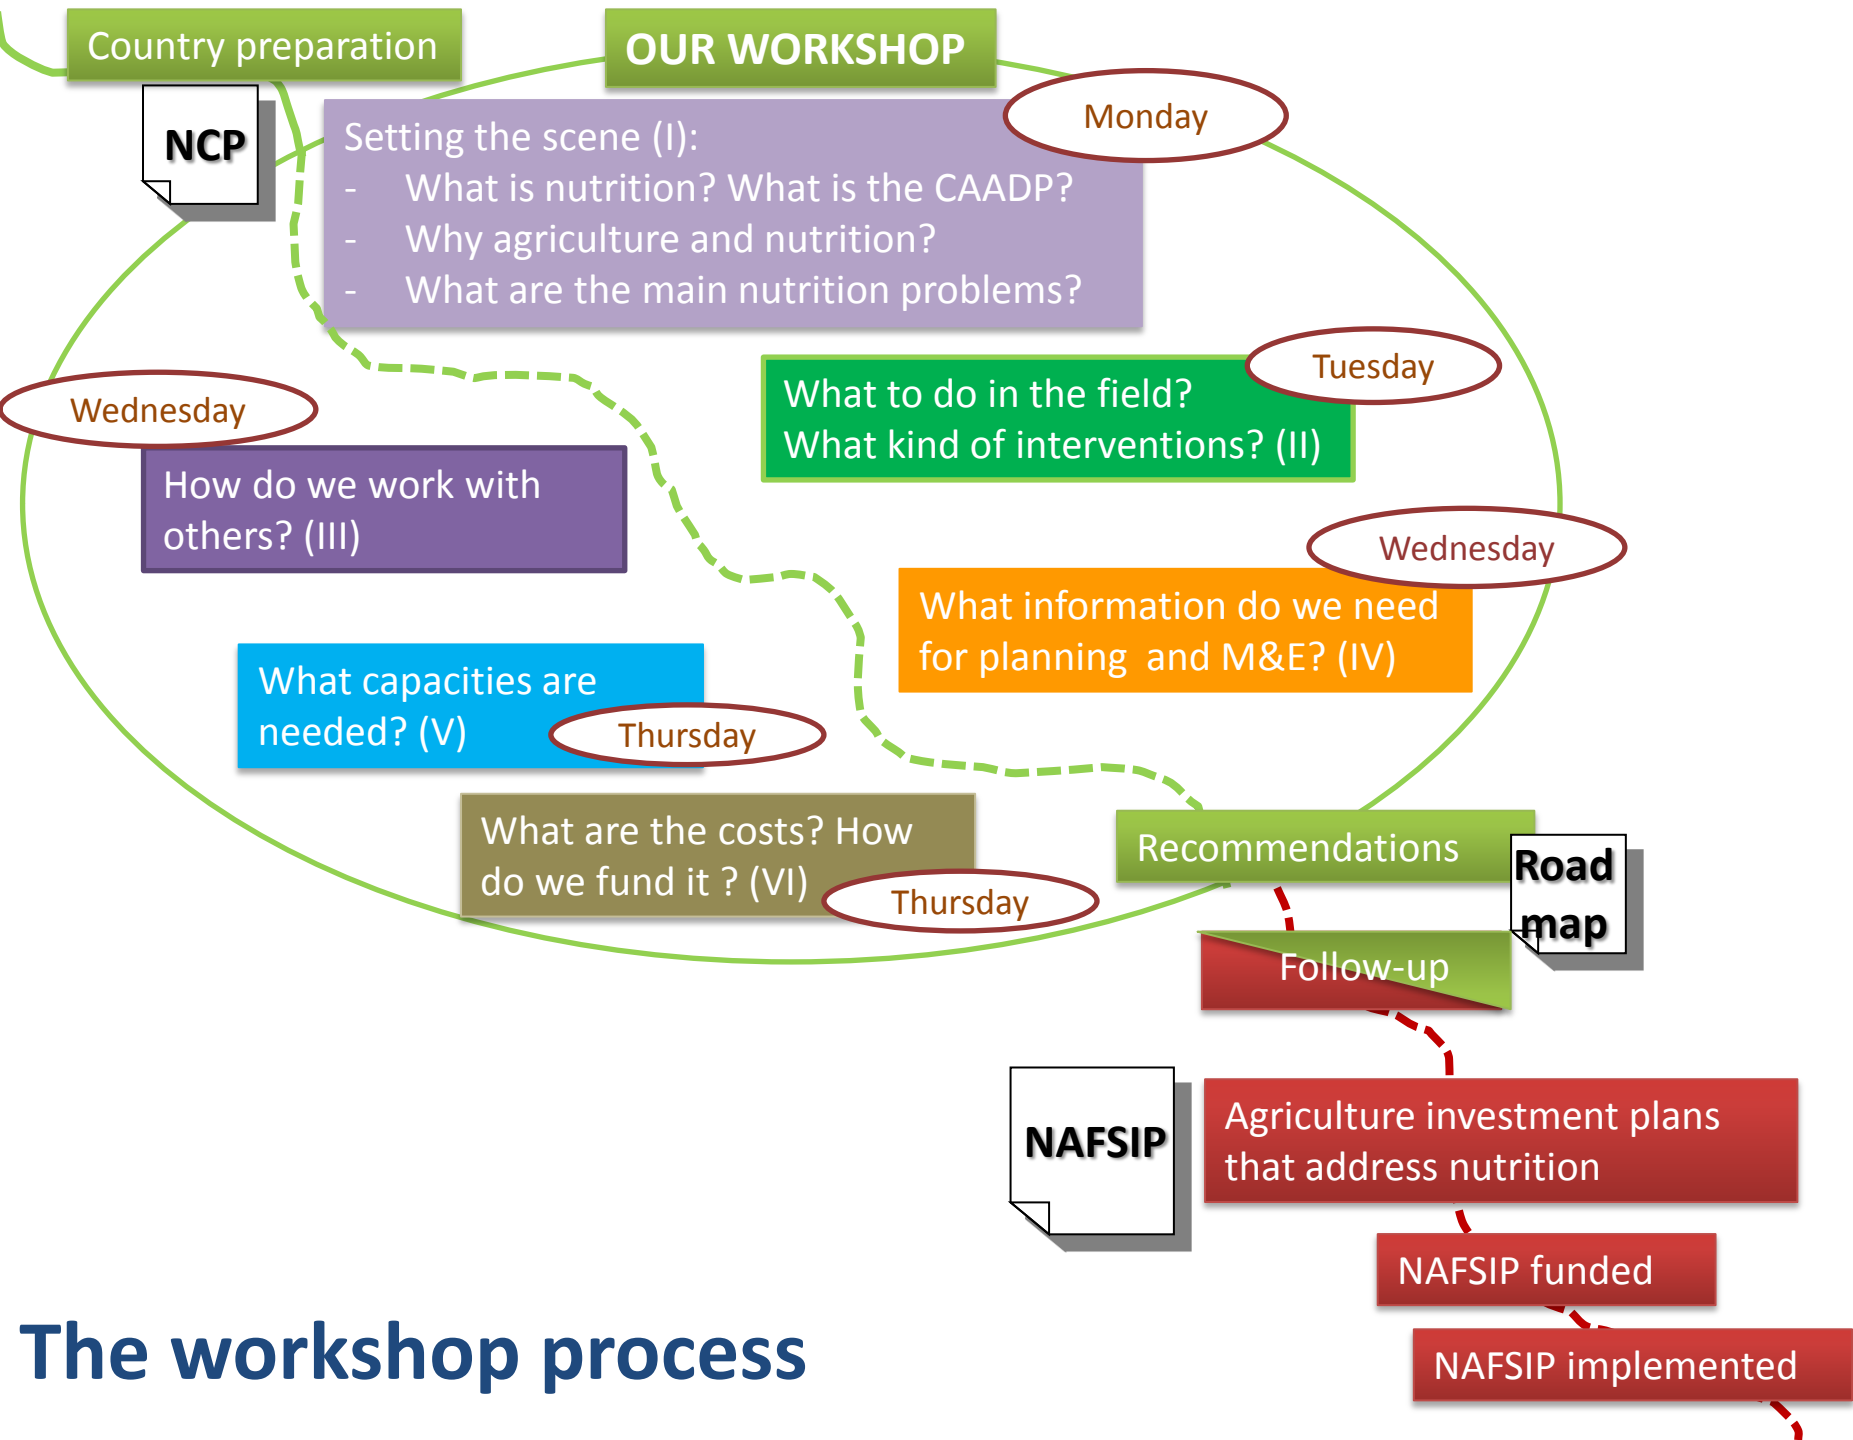 Country preparation
OUR WORKSHOP
Monday
NCP
Setting the scene (I):
- What is nutrition? What is the CAADP?
- Why agriculture and nutrition?
- What are the main nutrition problems?
Tuesday
What to do in the field?
What kind of interventions? (II)
Wednesday
How do we work with
others? (III)
Wednesday
What information do we need
for planning and M&E? (IV)
What capacities are
needed? (V)
Thursday
What are the costs? How
do we fund it ? (VI)
Thursday
Recommendations
Road
map
Follow-up
NAFSIP
Agriculture investment plans
that address nutrition
NAFSIP funded
NAFSIP implemented
The workshop process